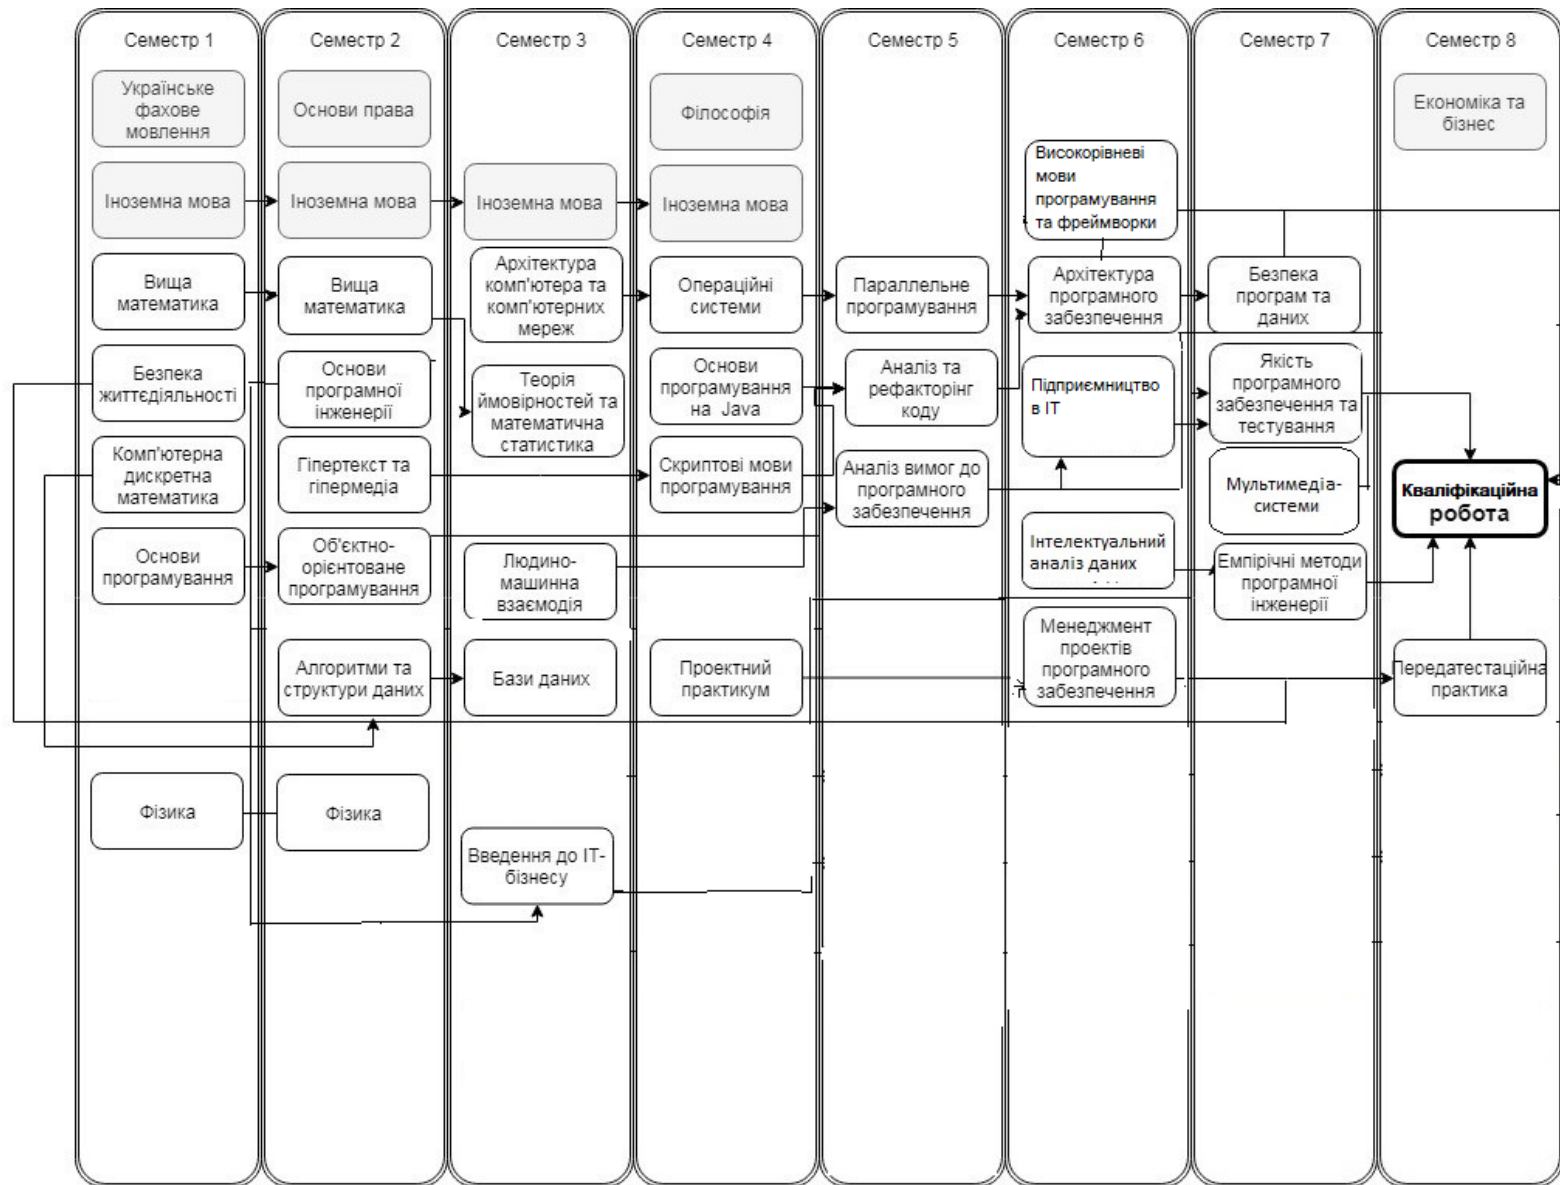 Семестр 1
Українське
фахове
мовлення
Іноземна мова
Вища
математика
Безпека
життєдіяльності
Комп'ютерна
дискретна
математика
Основи
програмування
Фізика
Семестр 2
Основи права
Іноземна мова
Вища
математика
Основи
програмної
інженерії
Гіпертекст та
гіпермедіа
Об'єктно-
орієнтоване
програмування
Алгоритми та
структури даних
Фізика
Семестр 3
Іноземна мова
Архітектура
комп'ютера та
комп'ютерних
мереж
Теорія
ймовірностей та
математична
статистика
Людино-
машинна
взаємодія
Бази даних
Введення до ІТ-
бізнесу
Семестр 4
Філософія
Іноземна мова
Операційні
системи
Основи
програмування
на Java
Скриптові мови
програмування
Проектний
практикум
Семестр 5
Параллельне
програмування
Аналіз та
рефакторінг
коду
Аналіз вимог до
програмного
забезпечення
Семестр 6
Високорівневі
мови
програмування
та фреймворки
Архітектура
програмного
забезпечення
Підприємництво
в ІТ
Інтелектуальний
аналіз даних
Менеджмент
проектів
програмного
забезпечення
Семестр 7
Безпека
програм та
даних
Якість
програмного
забезпечення та
тестування
Мультимедіа-
системи
Емпіричні методи
програмної
інженерії
Семестр 8
Економіка та
бізнес
Кваліфікаційна
робота
Передатестаційна
практика